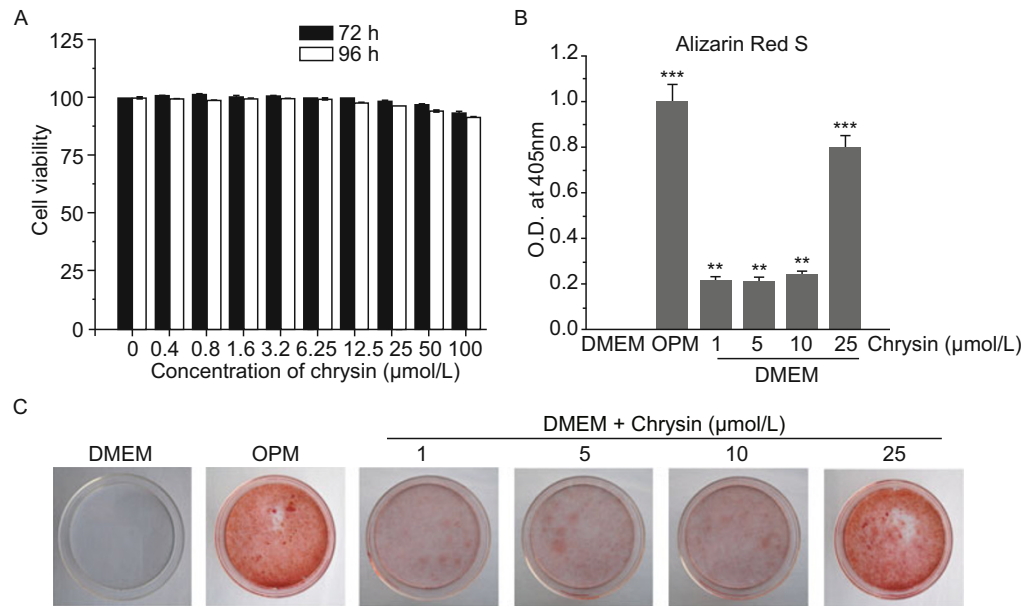 A
125
100
75
50
25
0
Cell viability
72 h
96 h
0 0.4 0.8 1.6 3.2 6.25 12.5 25 50 100
Concentration of chrysin (μmol/L)
B
Alizarin Red S
1.2
1.0
0.8
0.6
0.4
0.2
0.0
O.D. at 405nm
*** ** ** ** ***
DMEM OPM 1 5 10 25 Chrysin (μmol/L)
DMEM
C
DMEM + Chrysin (μmol/L)
DMEM OPM 1 5 10 25